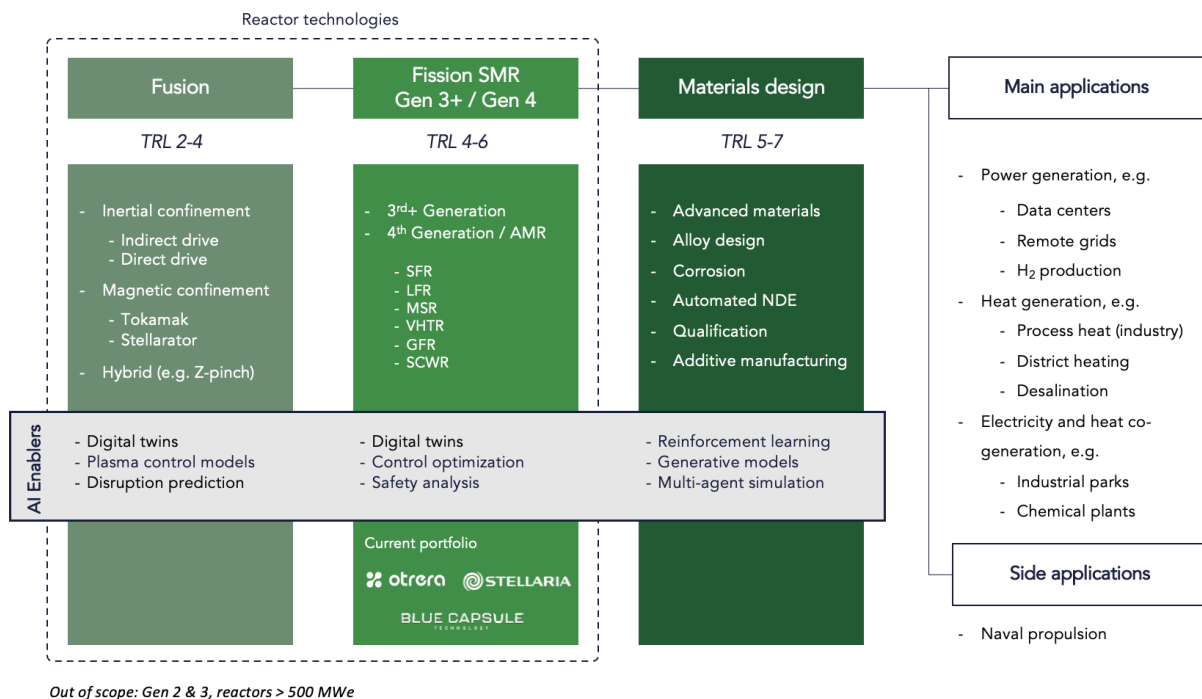 Reactor technologies
Fusion
TRL 2-4
- Inertial confinement
- Indirect drive
- Direct drive
- Magnetic confinement
- Tokamak
- Stellarator
- Hybrid (e.g. Z-pinch)
Fission SMR
Gen 3+ / Gen 4
TRL 4-6
- 3rd+ Generation
- 4th Generation / AMR
- SFR
- LFR
- MSR
- VHTR
- GFR
- SCWR
Materials design
TRL 5-7
- Advanced materials
- Alloy design
- Corrosion
- Automated NDE
- Qualification
- Additive manufacturing
AI Enablers
- Digital twins
- Plasma control models
- Disruption prediction
- Digital twins
- Control optimization
- Safety analysis
- Reinforcement learning
- Generative models
- Multi-agent simulation
Current portfolio
otrera
STELLARIA
BLUE CAPSULE
TECHNOLOGY
Main applications
- Power generation, e.g.
- Data centers
- Remote grids
- H2 production
- Heat generation, e.g.
- Process heat (industry)
- District heating
- Desalination
- Electricity and heat co-
generation, e.g.
- Industrial parks
- Chemical plants
Side applications
- Naval propulsion
Out of scope: Gen 2 & 3, reactors > 500 MWe